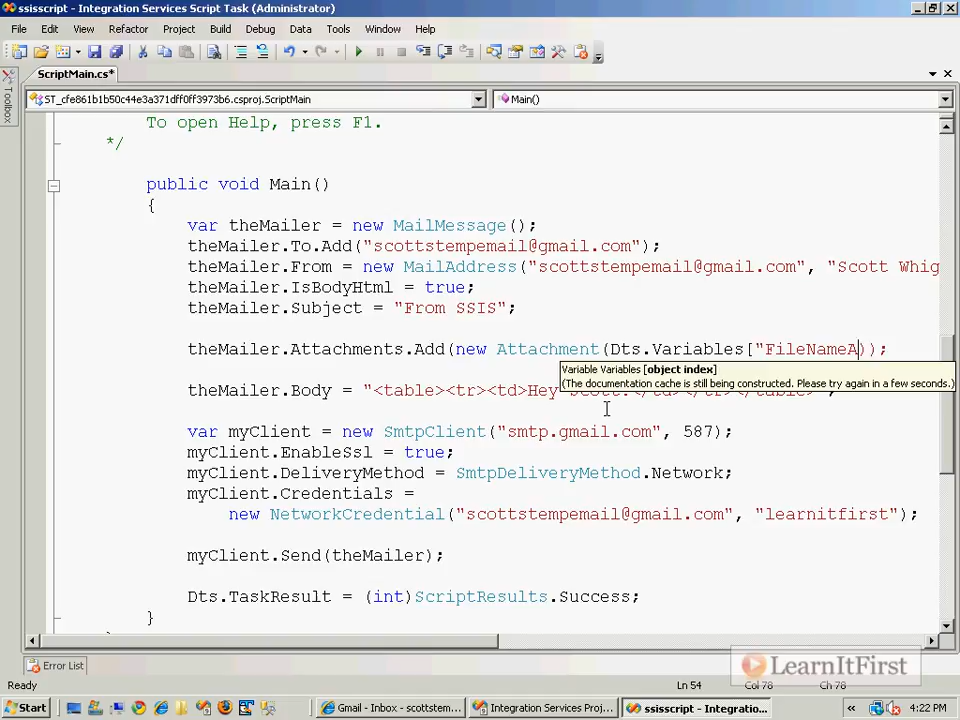 ssisscript - Integration Services Script Task (Administrator)
File Edit View Refactor Project Build Debug Data Tools Window Help
ScriptMain.cs*
Toolbox
ST_cfe861b1b50c44e3a371dff0ff3973b6.csproj.ScriptMain Main()
To open Help, press F1.
*/
public void Main()
{
var theMailer = new MailMessage();
theMailer.To.Add("scottstempemail@gmail.com");
theMailer.From = new MailAddress("scottstempemail@gmail.com", "Scott Whig
theMailer.IsBodyHtml = true;
theMailer.Subject = "From SSIS";
theMailer.Attachments.Add(new Attachment(Dts.Variables["FileNameA));
Variable Variables [object index]
(The documentation cache is still being constructed. Please try again in a few seconds.)
theMailer.Body = "<table><tr><td>Hey
var myClient = new SmtpClient("smtp.gmail.com", 587);
myClient.EnableSsl = true;
myClient.DeliveryMethod = SmtpDeliveryMethod.Network;
myClient.Credentials =
new NetworkCredential("scottstempemail@gmail.com", "learnitfirst");
myClient.Send(theMailer);
Dts.TaskResult = (int)ScriptResults.Success;
}
Error List
LearnItFirst
Ready Ln 54 Col 78 Ch 78
Start Gmail - Inbox - scottstem... Integration Services Proj... ssisscript - Integratio... « 4:22 PM